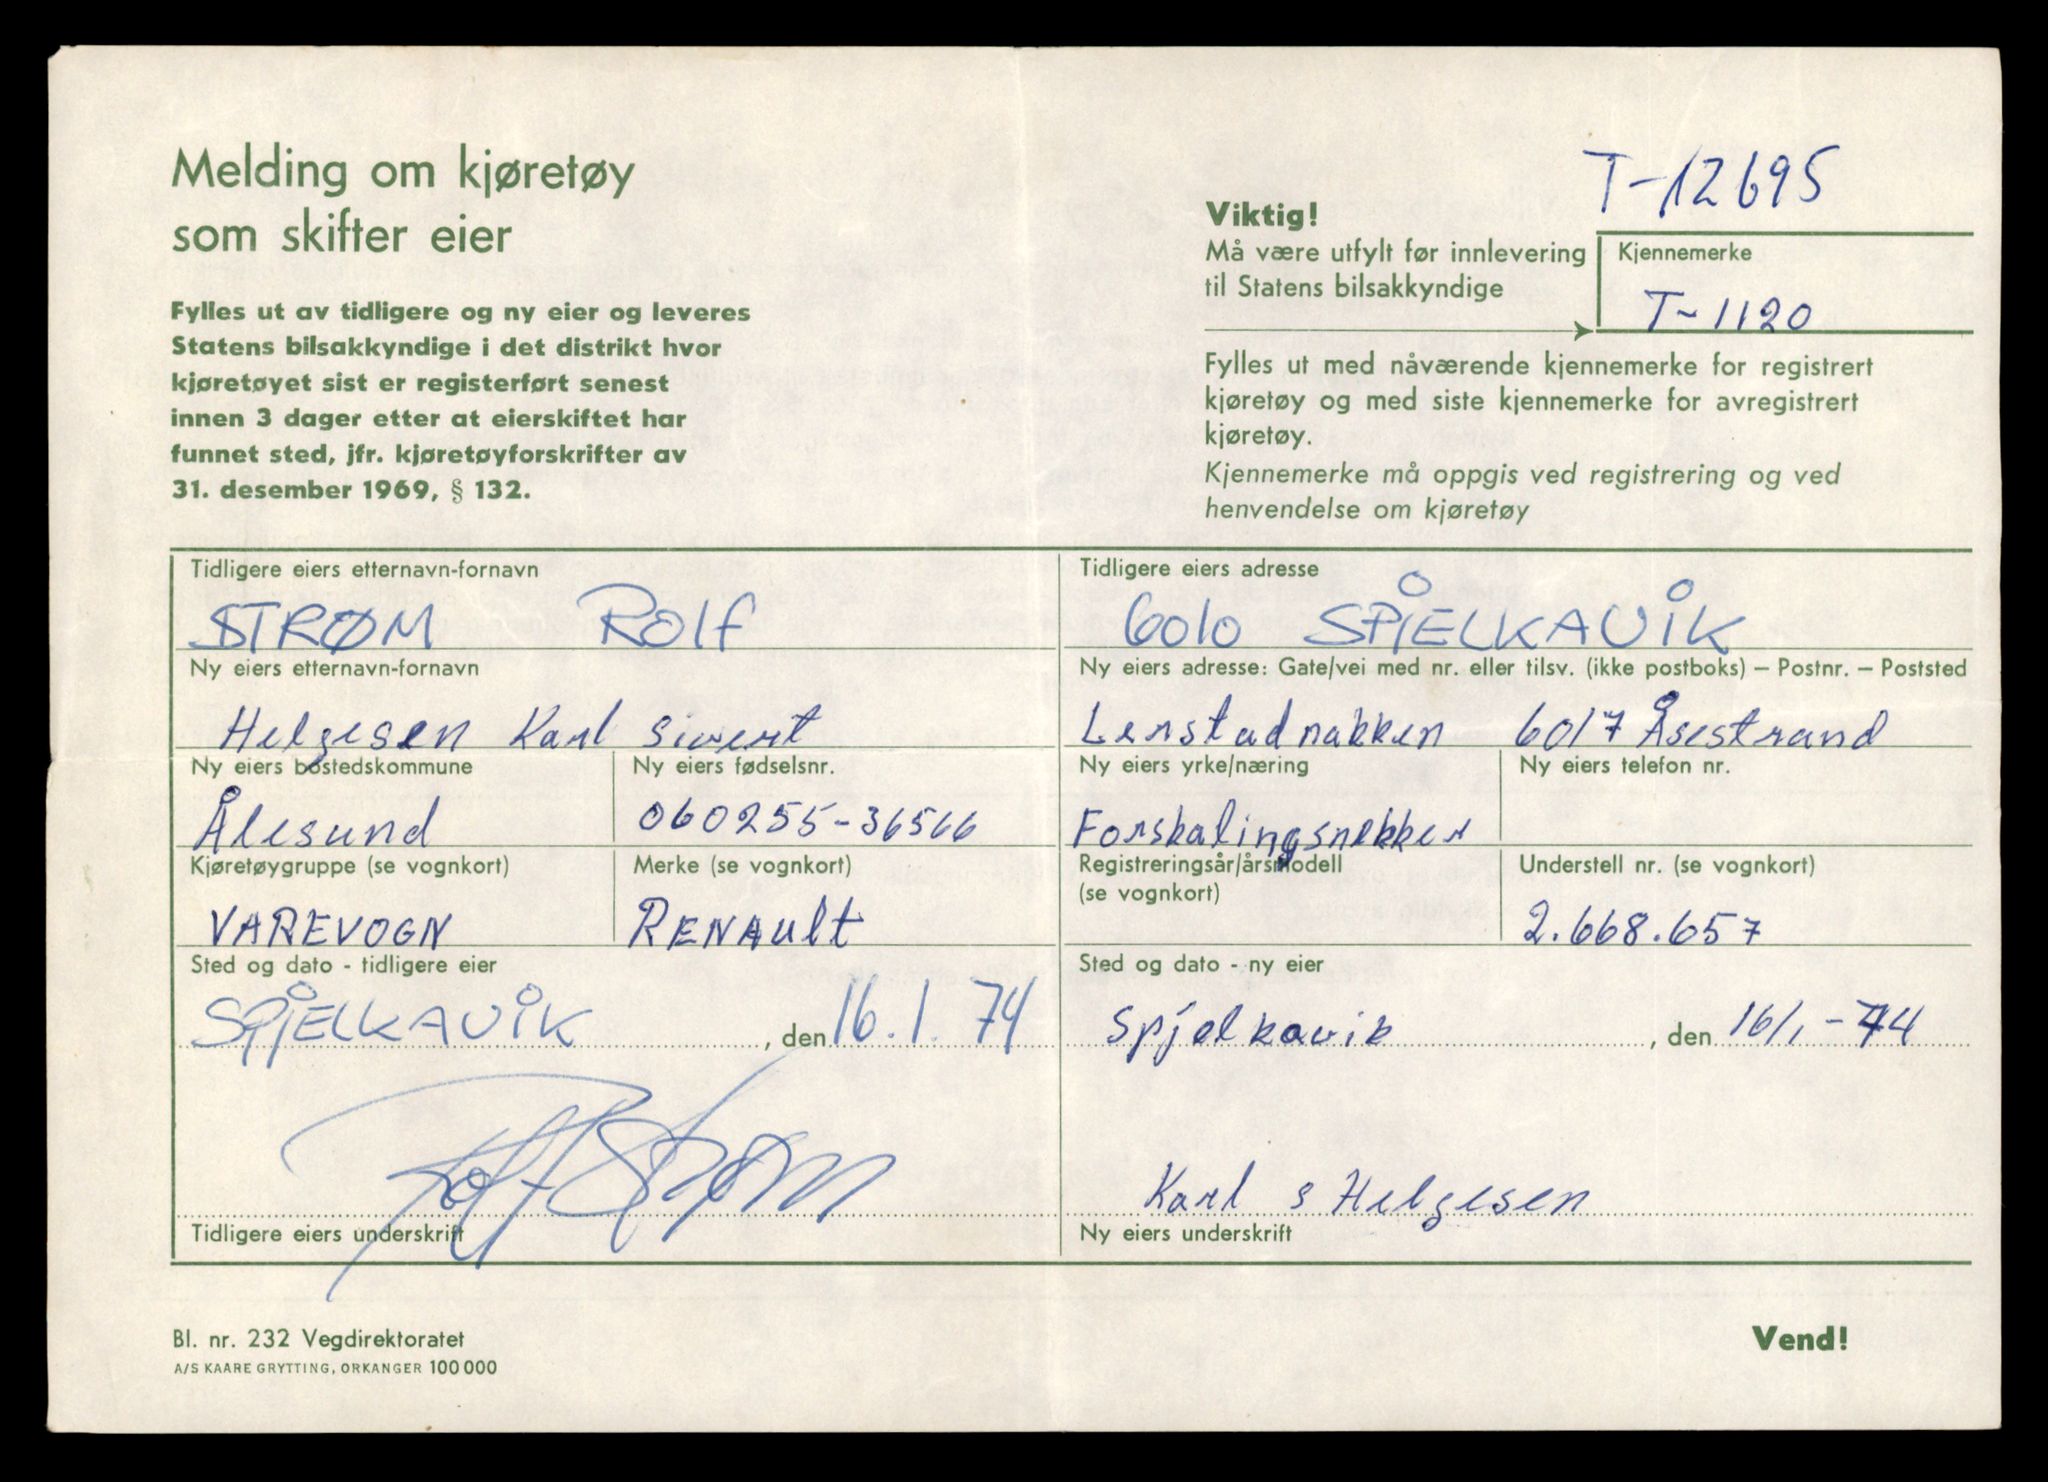 Melding om kjøretøy
som skifter eier
Fylles ut av tidligere og ny eier og leveres
Statens bilsakkyndige i det distrikt hvor
kjøretøyet sist er registerført senest
innen 3 dager etter at eierskiftet har
funnet sted, jfr. kjøretøyforskrifter av
31. desember 1969, § 132.
T-12695
Viktig!
Må være utfylt før innlevering
til Statens bilsakkyndige
Kjennemerke
T-1120
Fylles ut med nåværende kjennemerke for registrert
kjøretøy og med siste kjennemerke for avregistrert
kjøretøy.
Kjennemerke må oppgis ved registrering og ved
henvendelse om kjøretøy
Tidligere eiers etternavn-fornavn
STRØM Rolf
Tidligere eiers adresse
6010 SPJELKAVIK
Ny eiers etternavn-fornavn
Helgesen Karl Sivert
Ny eiers adresse: Gate/vei med nr. eller tilsv. (ikke postboks) – Postnr. – Poststed
Lerstadnakken 6017 Åsestrand
Ny eiers bostedskommune
Ålesund
Ny eiers fødselsnr.
060255-36566
Ny eiers yrke/næring
Forskalingsnekker
Ny eiers telefon nr.
Kjøretøygruppe (se vognkort)
VAREVOGN
Merke (se vognkort)
RENAult
Registreringsår/årsmodell
(se vognkort)
Understell nr. (se vognkort)
2.668.657
Sted og dato - tidligere eier
SPJELKAVIK, den 16.1.74
Sted og dato - ny eier
Spjelkavik, den 16/1-74
Rolf Strøm
Tidligere eiers underskrift
Karl S Helgesen
Ny eiers underskrift
Bl. nr. 232 Vegdirektoratet
A/S KAARE GRYTTING, ORKANGER 100 000
Vend!